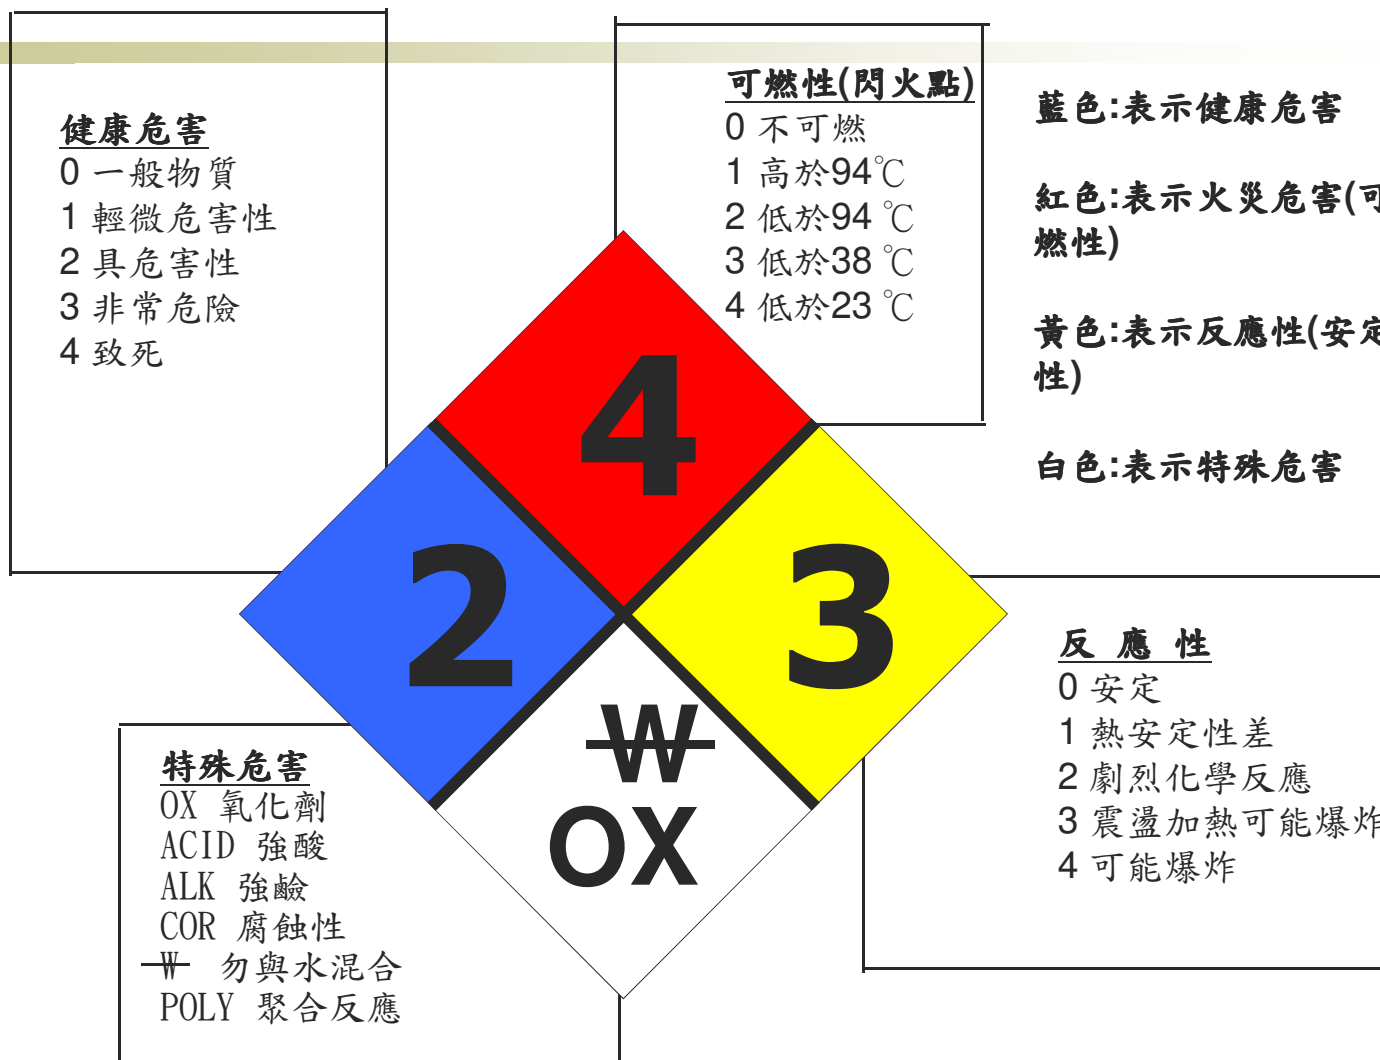 健康危害
0 一般物質
1 輕微危害性
2 具危害性
3 非常危險
4 致死
可燃性(閃火點)
0 不可燃
1 高於94℃
2 低於94 ℃
3 低於38 ℃
4 低於23 ℃
藍色:表示健康危害
紅色:表示火災危害(可
燃性)
黃色:表示反應性(安定
性)
白色:表示特殊危害
4
2
3
W
OX
反 應 性
0 安定
1 熱安定性差
2 劇烈化學反應
3 震盪加熱可能爆炸
4 可能爆炸
特殊危害
OX 氧化劑
ACID 強酸
ALK 強鹼
COR 腐蝕性
W 勿與水混合
POLY 聚合反應